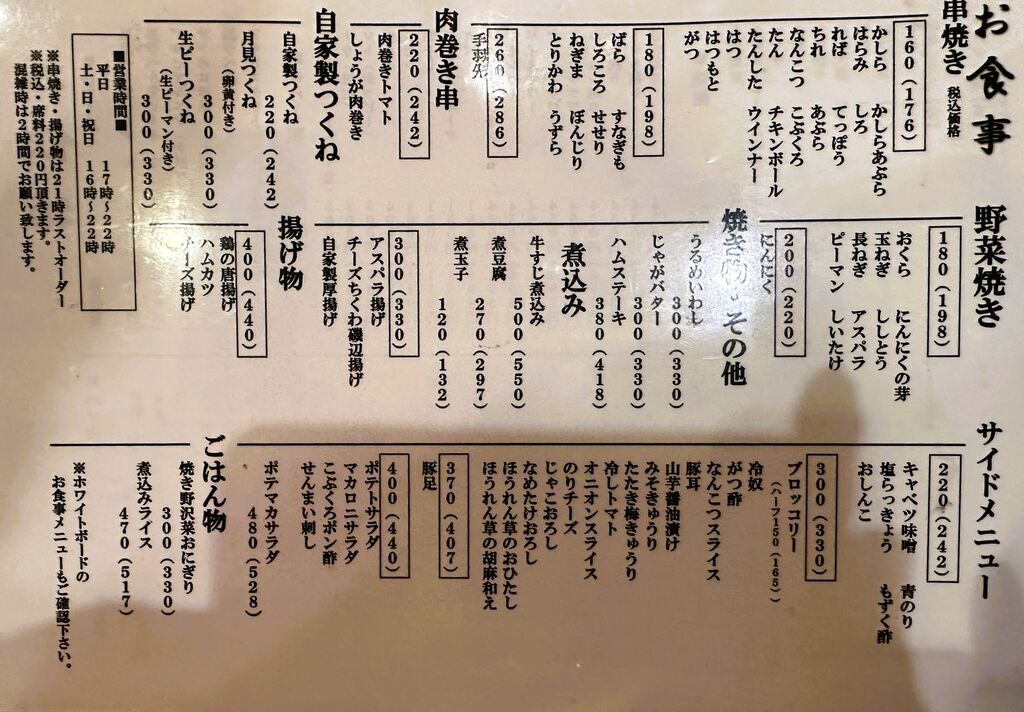 お食事
串焼き 税込価格
160(176)
かしら かしらあぶら
はらみ しろ
ればてっぽう
ちれ あぶら
なんこつ こぶくろ
たん チキンボール
たんした ウインナー
はつ
はつもと
がつ
180(198)
ばら すなぎも
しろころ せせり
ねぎま ぼんじり
とりかわ うずら
260(286)
手羽先
肉巻き串
220(242)
肉巻きトマト
しょうが肉巻き
自家製つくね
自家製つくね 220(242)
月見つくね
(卵黄付き) 300(330)
生ピーつくね
(生ピーマン付き) 300(330)
■営業時間■
平日 17時~22時
土・日・祝日 16時~22時
※串焼き・揚げ物は21時ラストオーダー
※税込・席料220円頂きます。
混雑時は2時間でお願い致します。
野菜焼き
180(198)
おくら にんにくの芽
玉ねぎ ししとう
長ねぎ アスパラ
ピーマン しいたけ
200(220)
にんにく
焼き物・その他
うるめいわし 300(330)
じゃがバター 300(330)
ハムステーキ 380(418)
煮込み
牛すじ煮込み 500(550)
煮豆腐 270(297)
煮玉子 120(132)
300(330)
アスパラ揚げ
チーズちくわ磯辺揚げ
自家製厚揚げ
揚げ物
400(440)
鶏の唐揚げ
ハムカツ
チーズ揚げ
サイドメニュー
220(242)
キャベツ味噌 青のり
塩らっきょう もずく酢
おしんこ
300(330)
ブロッコリー
(ハーフ150(165))
冷奴
がつ酢
なんこつスライス
豚耳
山芋醤油漬け
みそきゅうり
たたき梅きゅうり
冷しトマト
オニオンスライス
のりチーズ
じゃこおろし
なめたけおろし
ほうれん草のおひたし
ほうれん草の胡麻和え
370(407)
豚足
400(440)
ポテトサラダ
マカロニサラダ
こぶくろポン酢
せんまい刺し
ポテマカサラダ 480(528)
ごはん物
焼き野沢菜おにぎり 300(330)
煮込みライス 470(517)
※ホワイトボードの
お食事メニューもご確認下さい。